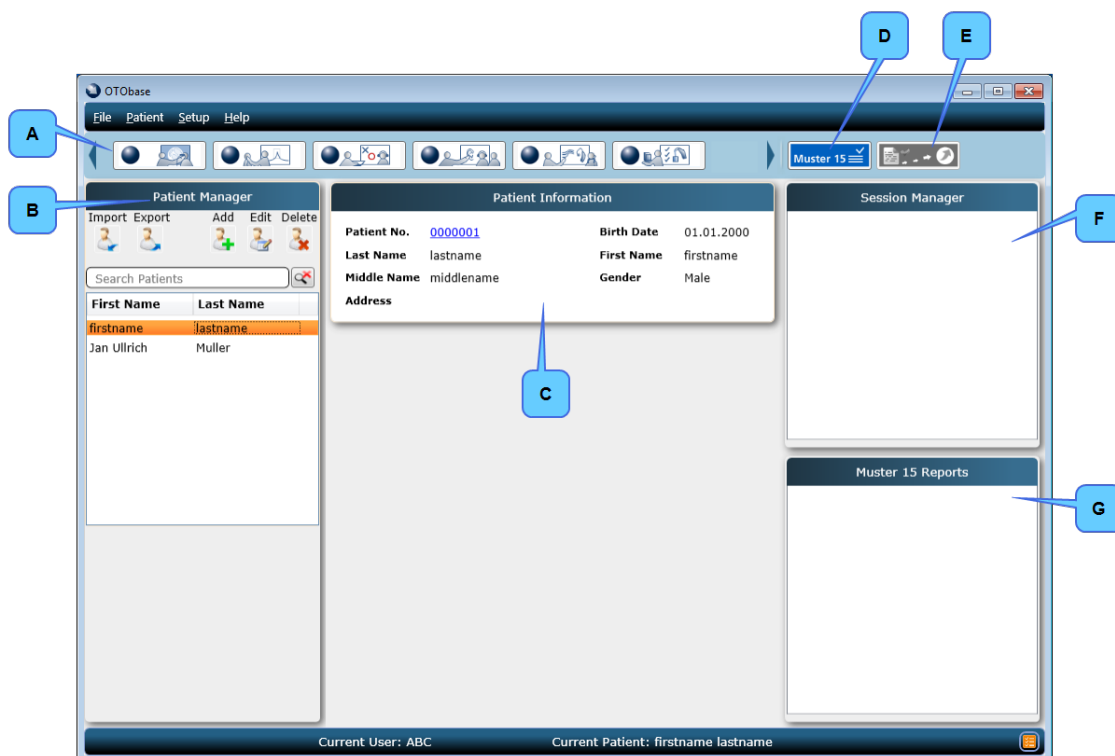 D
E
OTObase
File Patient Setup Help
A
Muster 15
B
Patient Manager
Import Export Add Edit Delete
Search Patients
First Name Last Name
firstname lastname
Jan Ullrich Muller
Patient Information
Patient No. 0000001 Birth Date 01.01.2000
Last Name lastname First Name firstname
Middle Name middlename Gender Male
Address
C
Session Manager
F
Muster 15 Reports
G
Current User: ABC Current Patient: firstname lastname